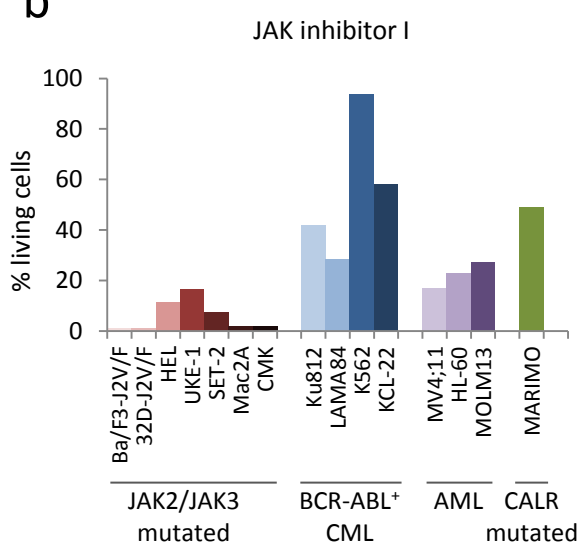 b
JAK inhibitor I
% living cells
100
80
60
40
20
0
Ba/F3-J2V/F
32D-J2V/F
HEL
UKE-1
SET-2
Mac2A
CMK
Ku812
LAMA84
K562
KCL-22
MV4;11
HL-60
MOLM13
MARIMO
JAK2/JAK3
mutated
BCR-ABL⁺
CML
AML
CALR
mutated